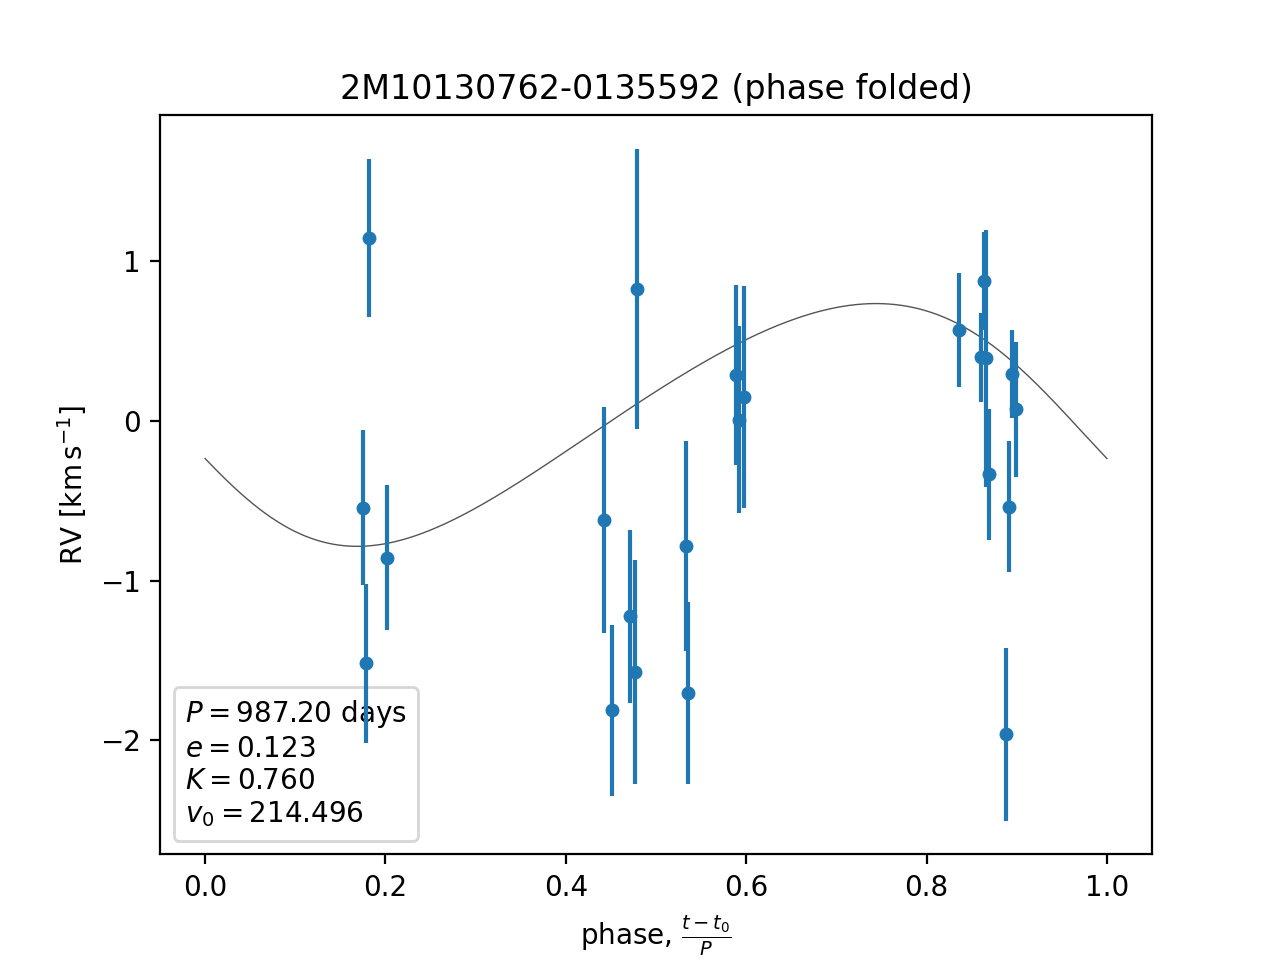 2M10130762-0135592 (phase folded)
RV [km s⁻¹]
1
0
−1
−2
P = 987.20 days
e = 0.123
K = 0.760
v₀ = 214.496
0.0 0.2 0.4 0.6 0.8 1.0
phase, (t − t₀)/P